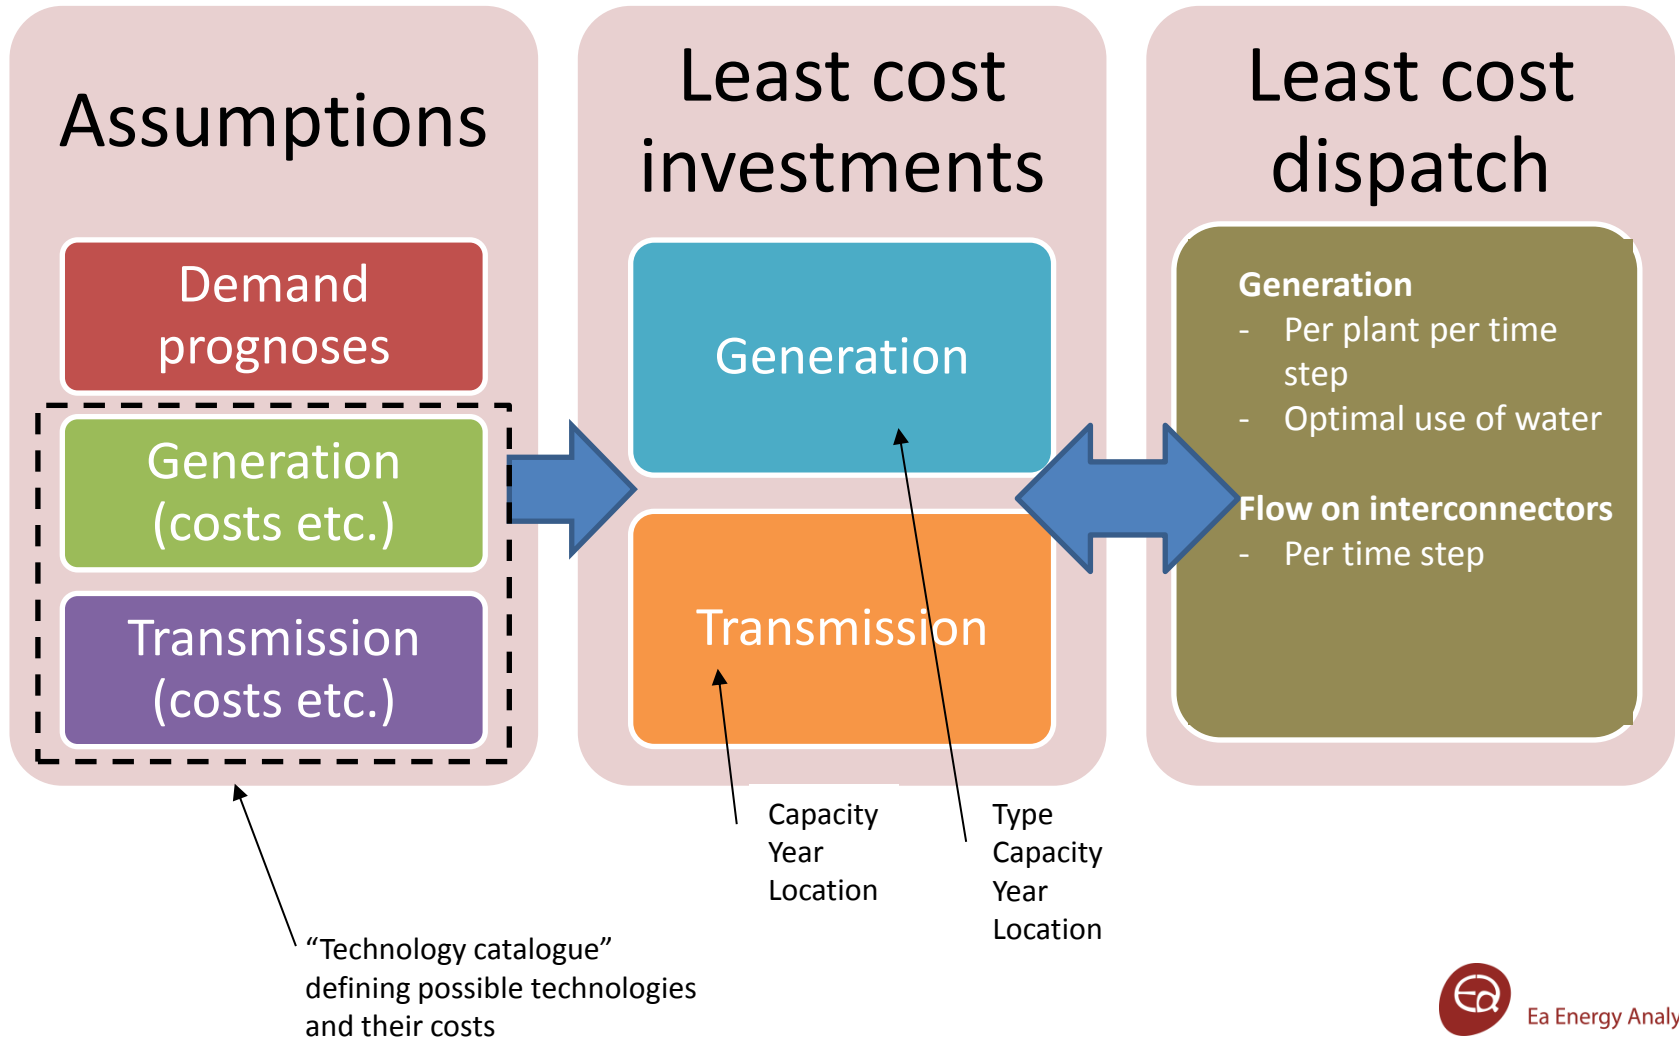 Assumptions
Demand
prognoses
Generation
(costs etc.)
Transmission
(costs etc.)
“Technology catalogue”
defining possible technologies
and their costs
Least cost
investments
Generation
Transmission
Capacity
Year
Location
Type
Capacity
Year
Location
Least cost
dispatch
Generation
- Per plant per time
step
- Optimal use of water
Flow on interconnectors
- Per time step
Ea Energy Analy